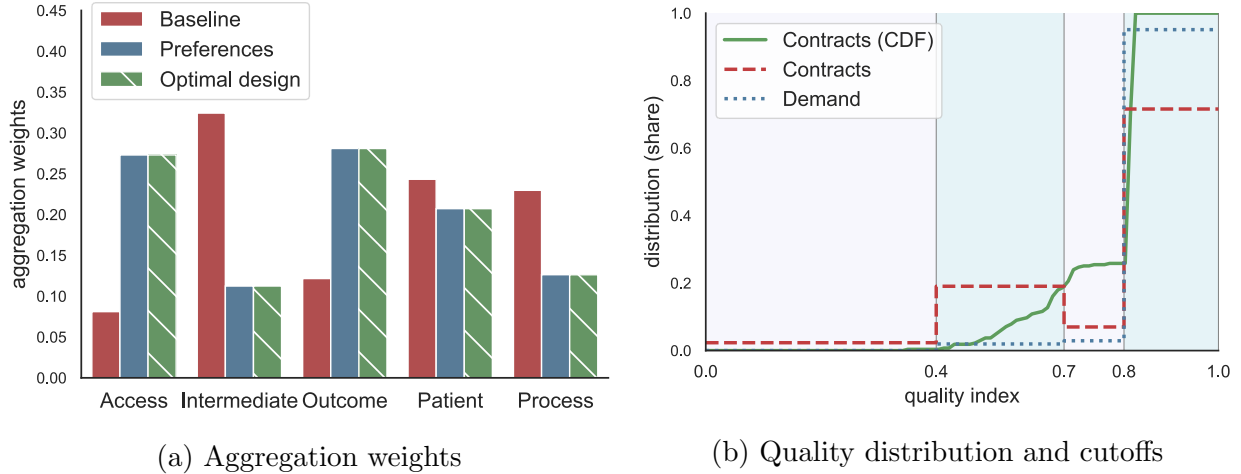 0.45
0.40
0.35
0.30
0.25
0.20
0.15
0.10
0.05
0.00
aggregation weights
Baseline
Preferences
Optimal design
Access Intermediate Outcome Patient Process
(a) Aggregation weights
1.0
0.8
0.6
0.4
0.2
0.0
distribution (share)
Contracts (CDF)
Contracts
Demand
0.0 0.4 0.7 0.8 1.0
quality index
(b) Quality distribution and cutoffs